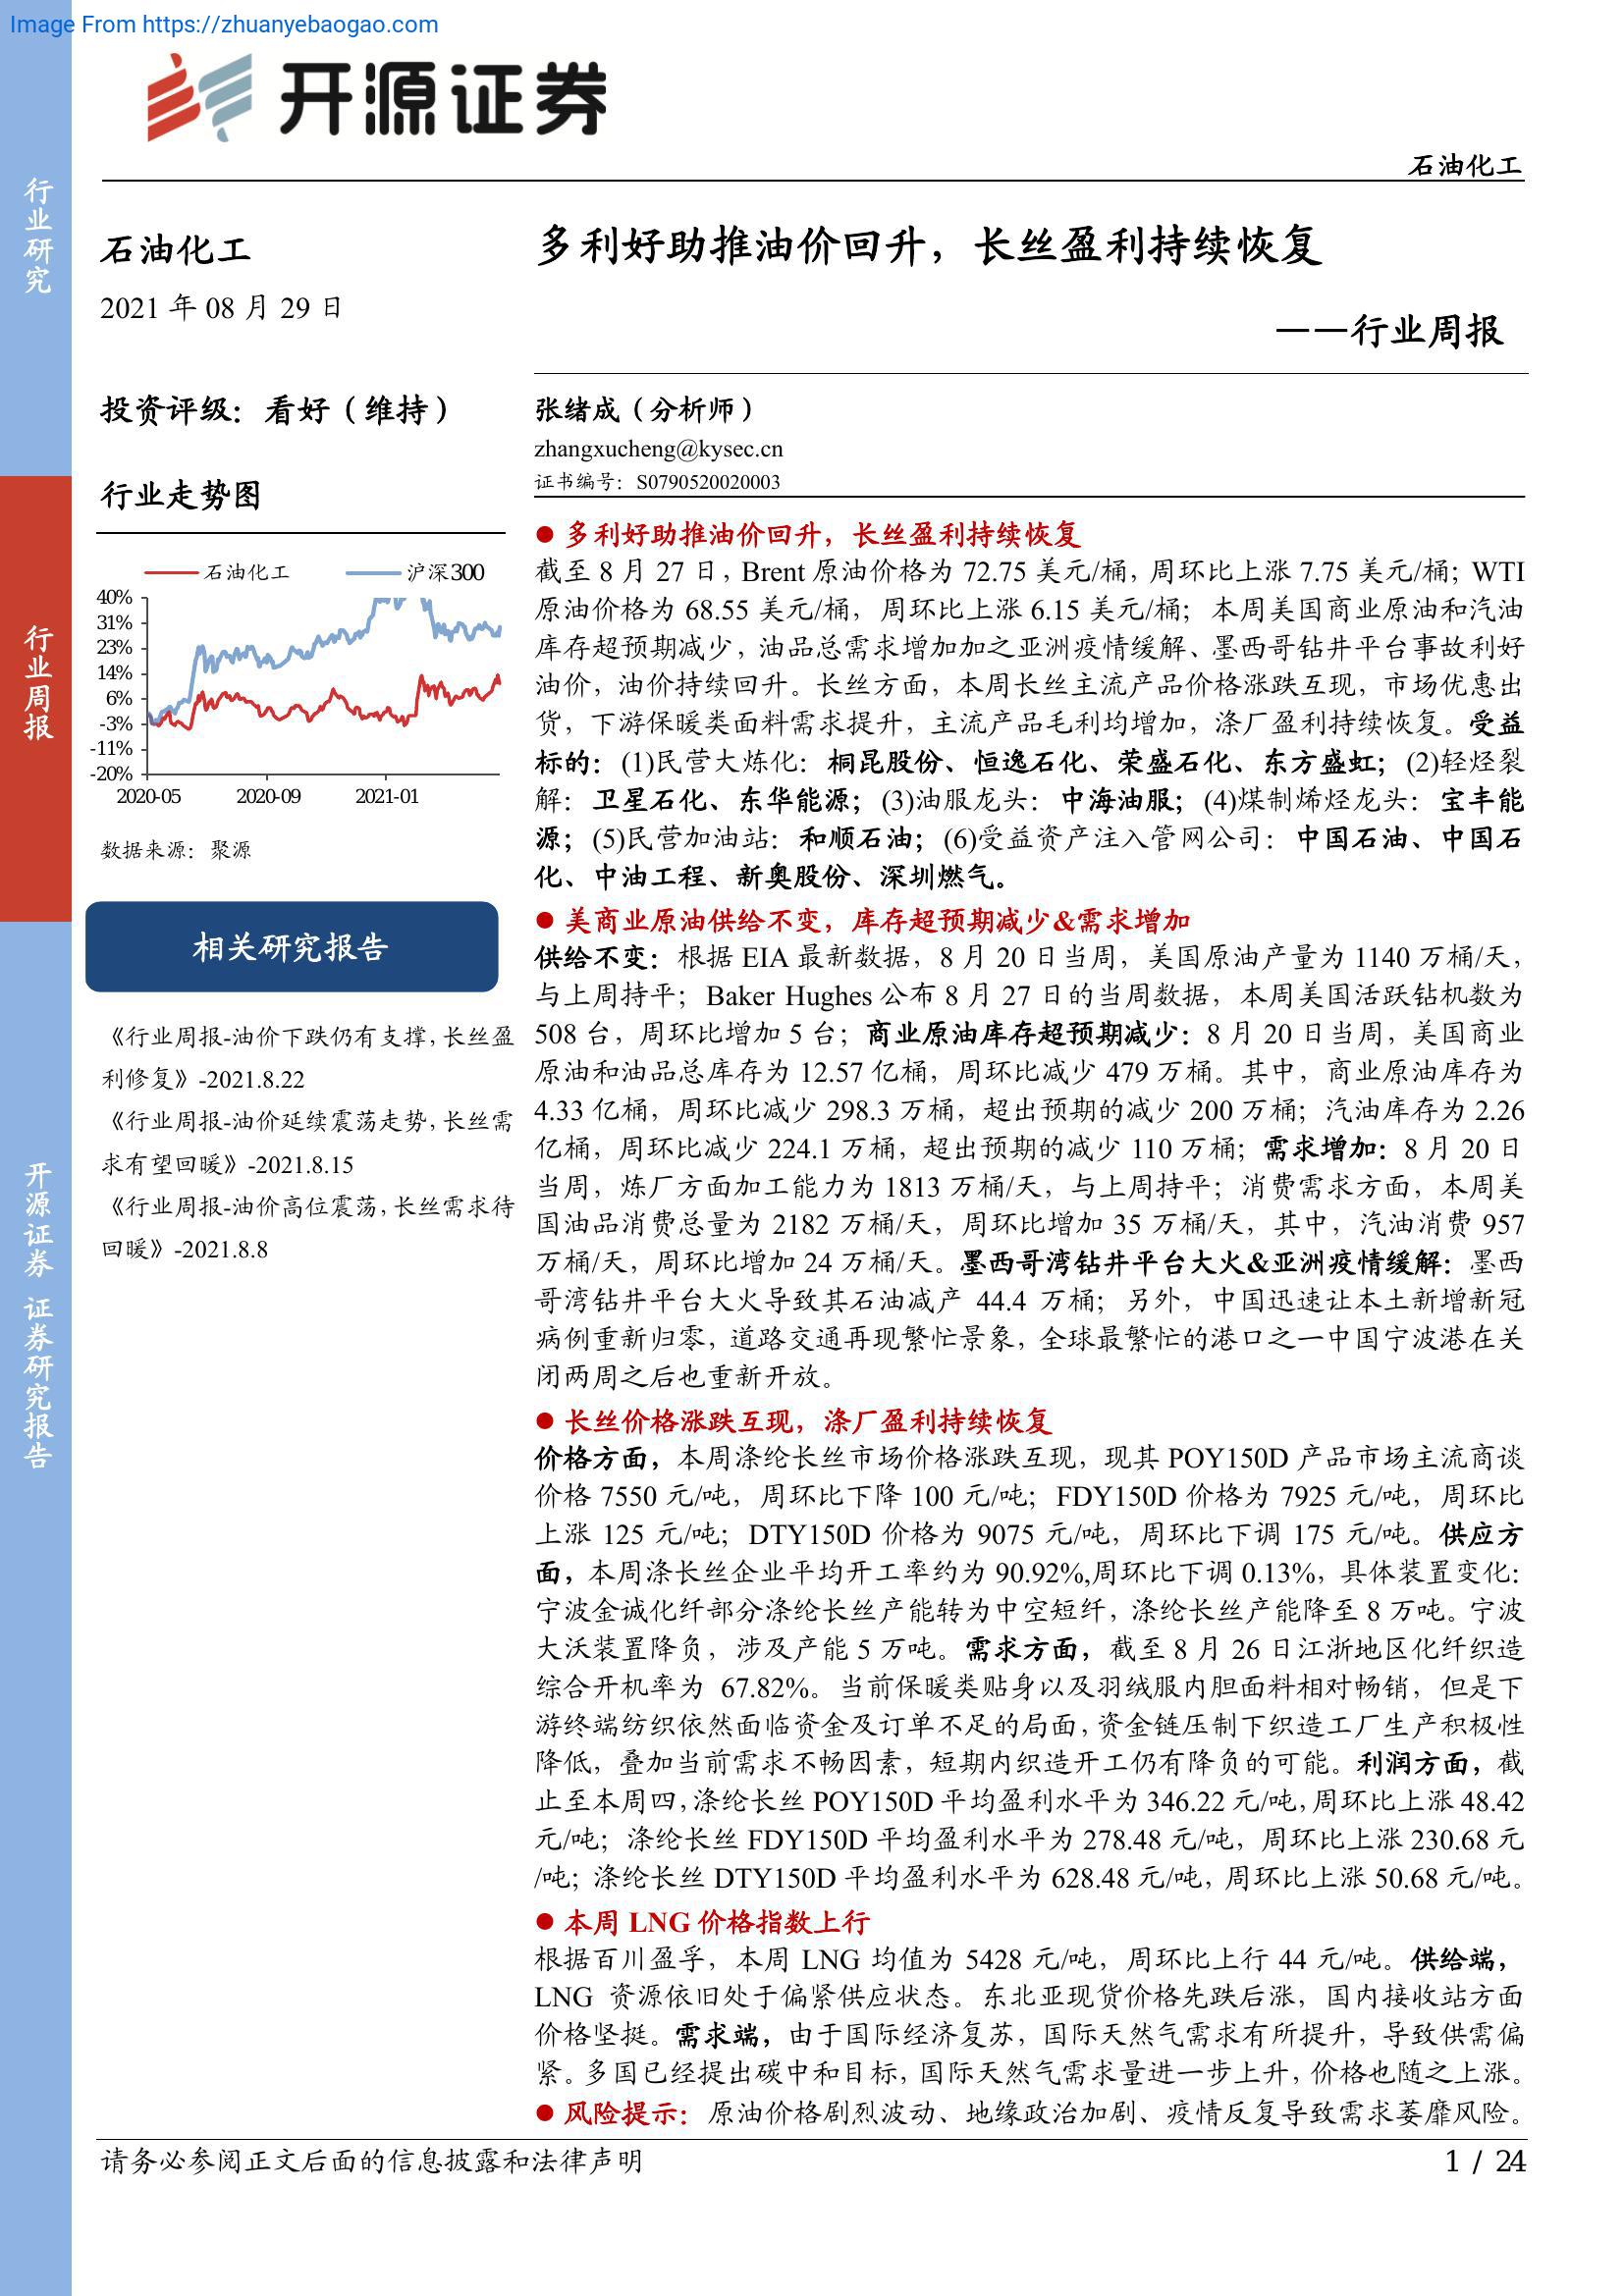 Image From https://zhuanyebaogao.com
开源证券
石油化工
行业研究
行业周报
开源证券 证券研究报告
石油化工
2021 年 08 月 29 日
投资评级：看好（维持）
行业走势图
石油化工 沪深300
40%
31%
23%
14%
6%
-3%
-11%
-20%
2020-05 2020-09 2021-01
数据来源：聚源
相关研究报告
《行业周报-油价下跌仍有支撑，长丝盈
利修复》-2021.8.22
《行业周报-油价延续震荡走势，长丝需
求有望回暖》-2021.8.15
《行业周报-油价高位震荡，长丝需求待
回暖》-2021.8.8
多利好助推油价回升，长丝盈利持续恢复
——行业周报
张绪成（分析师）
zhangxucheng@kysec.cn
证书编号：S0790520020003
● 多利好助推油价回升，长丝盈利持续恢复
截至 8 月 27 日，Brent 原油价格为 72.75 美元/桶，周环比上涨 7.75 美元/桶；WTI
原油价格为 68.55 美元/桶，周环比上涨 6.15 美元/桶；本周美国商业原油和汽油
库存超预期减少，油品总需求增加加之亚洲疫情缓解、墨西哥钻井平台事故利好
油价，油价持续回升。长丝方面，本周长丝主流产品价格涨跌互现，市场优惠出
货，下游保暖类面料需求提升，主流产品毛利均增加，涤厂盈利持续恢复。受益
标的：(1)民营大炼化：桐昆股份、恒逸石化、荣盛石化、东方盛虹；(2)轻烃裂
解：卫星石化、东华能源；(3)油服龙头：中海油服；(4)煤制烯烃龙头：宝丰能
源；(5)民营加油站：和顺石油；(6)受益资产注入管网公司：中国石油、中国石
化、中油工程、新奥股份、深圳燃气。
● 美商业原油供给不变，库存超预期减少&需求增加
供给不变：根据 EIA 最新数据，8 月 20 日当周，美国原油产量为 1140 万桶/天，
与上周持平；Baker Hughes 公布 8 月 27 日的当周数据，本周美国活跃钻机数为
508 台，周环比增加 5 台；商业原油库存超预期减少：8 月 20 日当周，美国商业
原油和油品总库存为 12.57 亿桶，周环比减少 479 万桶。其中，商业原油库存为
4.33 亿桶，周环比减少 298.3 万桶，超出预期的减少 200 万桶；汽油库存为 2.26
亿桶，周环比减少 224.1 万桶，超出预期的减少 110 万桶；需求增加：8 月 20 日
当周，炼厂方面加工能力为 1813 万桶/天，与上周持平；消费需求方面，本周美
国油品消费总量为 2182 万桶/天，周环比增加 35 万桶/天，其中，汽油消费 957
万桶/天，周环比增加 24 万桶/天。墨西哥湾钻井平台大火&亚洲疫情缓解：墨西
哥湾钻井平台大火导致其石油减产 44.4 万桶；另外，中国迅速让本土新增新冠
病例重新归零，道路交通再现繁忙景象，全球最繁忙的港口之一中国宁波港在关
闭两周之后也重新开放。
● 长丝价格涨跌互现，涤厂盈利持续恢复
价格方面，本周涤纶长丝市场价格涨跌互现，现其 POY150D 产品市场主流商谈
价格 7550 元/吨，周环比下降 100 元/吨；FDY150D 价格为 7925 元/吨，周环比
上涨 125 元/吨；DTY150D 价格为 9075 元/吨，周环比下调 175 元/吨。供应方
面，本周涤长丝企业平均开工率约为 90.92%,周环比下调 0.13%，具体装置变化：
宁波金诚化纤部分涤纶长丝产能转为中空短纤，涤纶长丝产能降至 8 万吨。宁波
大沃装置降负，涉及产能 5 万吨。需求方面，截至 8 月 26 日江浙地区化纤织造
综合开机率为 67.82%。当前保暖类贴身以及羽绒服内胆面料相对畅销，但是下
游终端纺织依然面临资金及订单不足的局面，资金链压制下织造工厂生产积极性
降低，叠加当前需求不畅因素，短期内织造开工仍有降负的可能。利润方面，截
止至本周四，涤纶长丝 POY150D 平均盈利水平为 346.22 元/吨，周环比上涨 48.42
元/吨；涤纶长丝 FDY150D 平均盈利水平为 278.48 元/吨，周环比上涨 230.68 元
/吨；涤纶长丝 DTY150D 平均盈利水平为 628.48 元/吨，周环比上涨 50.68 元/吨。
● 本周 LNG 价格指数上行
根据百川盈孚，本周 LNG 均值为 5428 元/吨，周环比上行 44 元/吨。供给端，
LNG 资源依旧处于偏紧供应状态。东北亚现货价格先跌后涨，国内接收站方面
价格坚挺。需求端，由于国际经济复苏，国际天然气需求有所提升，导致供需偏
紧。多国已经提出碳中和目标，国际天然气需求量进一步上升，价格也随之上涨。
● 风险提示：原油价格剧烈波动、地缘政治加剧、疫情反复导致需求萎靡风险。
请务必参阅正文后面的信息披露和法律声明
1 / 24